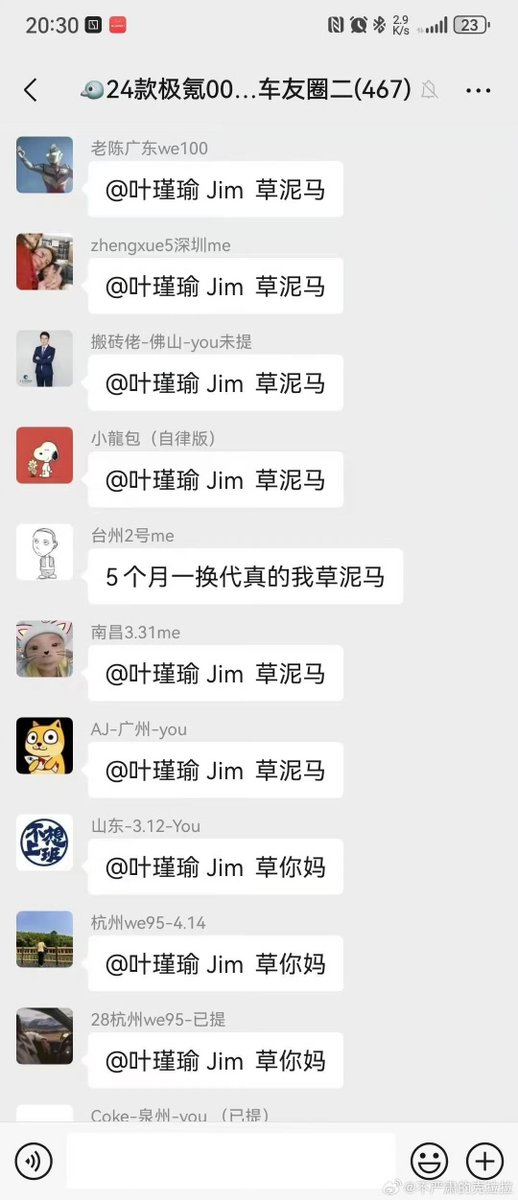 20:30
2.9
K/s
23
24款极氪00...车友圈二(467)
老陈广东we100
@叶瑾瑜 Jim 草泥马
zhengxue5深圳me
@叶瑾瑜 Jim 草泥马
搬砖佬-佛山-you未提
@叶瑾瑜 Jim 草泥马
小龍包（自律版）
@叶瑾瑜 Jim 草泥马
台州2号me
5个月一换代真的我草泥马
南昌3.31me
@叶瑾瑜 Jim 草泥马
AJ-广州-you
@叶瑾瑜 Jim 草泥马
不想上班
山东-3.12-You
@叶瑾瑜 Jim 草你妈
杭州we95-4.14
@叶瑾瑜 Jim 草你妈
28杭州we95-已提
@叶瑾瑜 Jim 草你妈
Coke-泉州-you （已提）